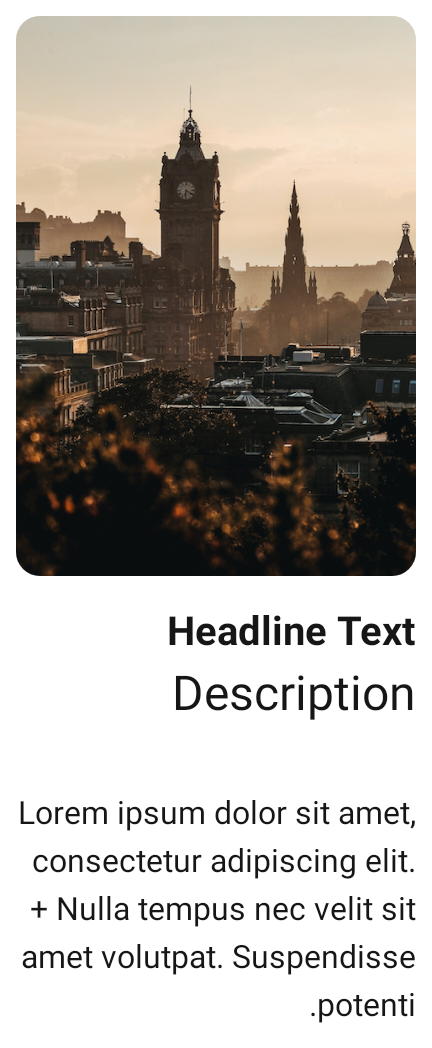 Headline Text
Description
Lorem ipsum dolor sit amet,
consectetur adipiscing elit.
+ Nulla tempus nec velit sit
amet volutpat. Suspendisse
.potenti